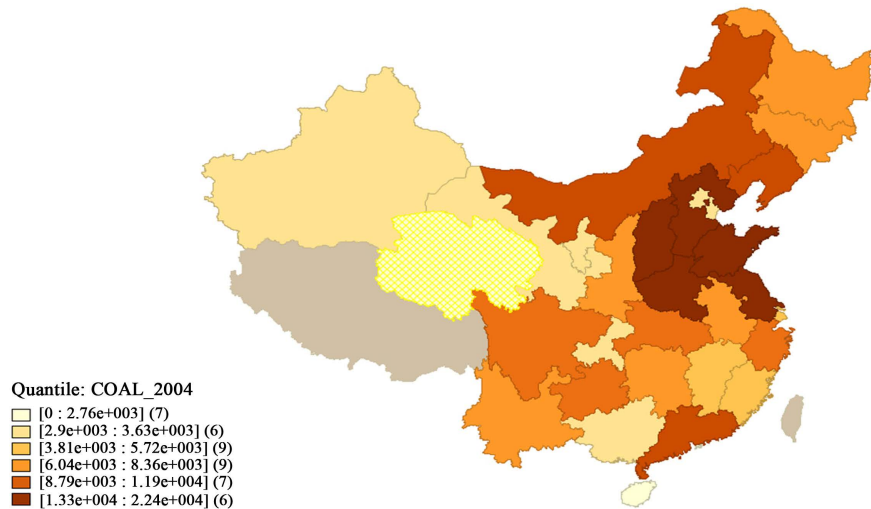 Quantile: COAL_2004
[0 : 2.76e+003] (7)
[2.9e+003 : 3.63e+003] (6)
[3.81e+003 : 5.72e+003] (9)
[6.04e+003 : 8.36e+003] (9)
[8.79e+003 : 1.19e+004] (7)
[1.33e+004 : 2.24e+004] (6)